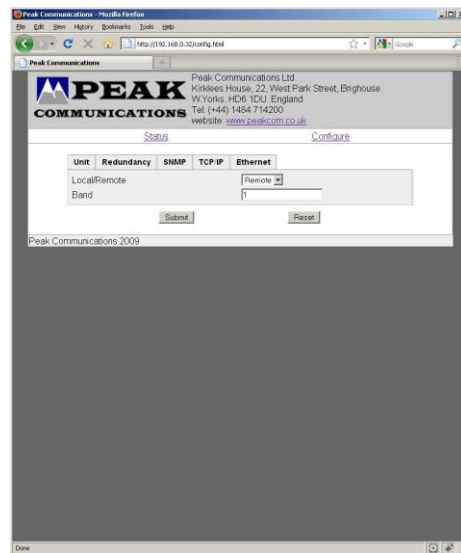 Peak Communications - Mozilla Firefox
File Edit View History Bookmarks Tools Help
http://192.168.0.32/config.html
Google
Peak Communications
PEAK
COMMUNICATIONS
Peak Communications Ltd.
Kirklees House, 22, West Park Street, Brighouse.
W.Yorks. HD6 1DU. England
Tel: (+44) 1484 714200
website: www.peakcom.co.uk
Status Configure
Unit Redundancy SNMP TCP/IP Ethernet
Local/Remote Remote
Band 1
Submit Reset
Peak Communications 2009
Done